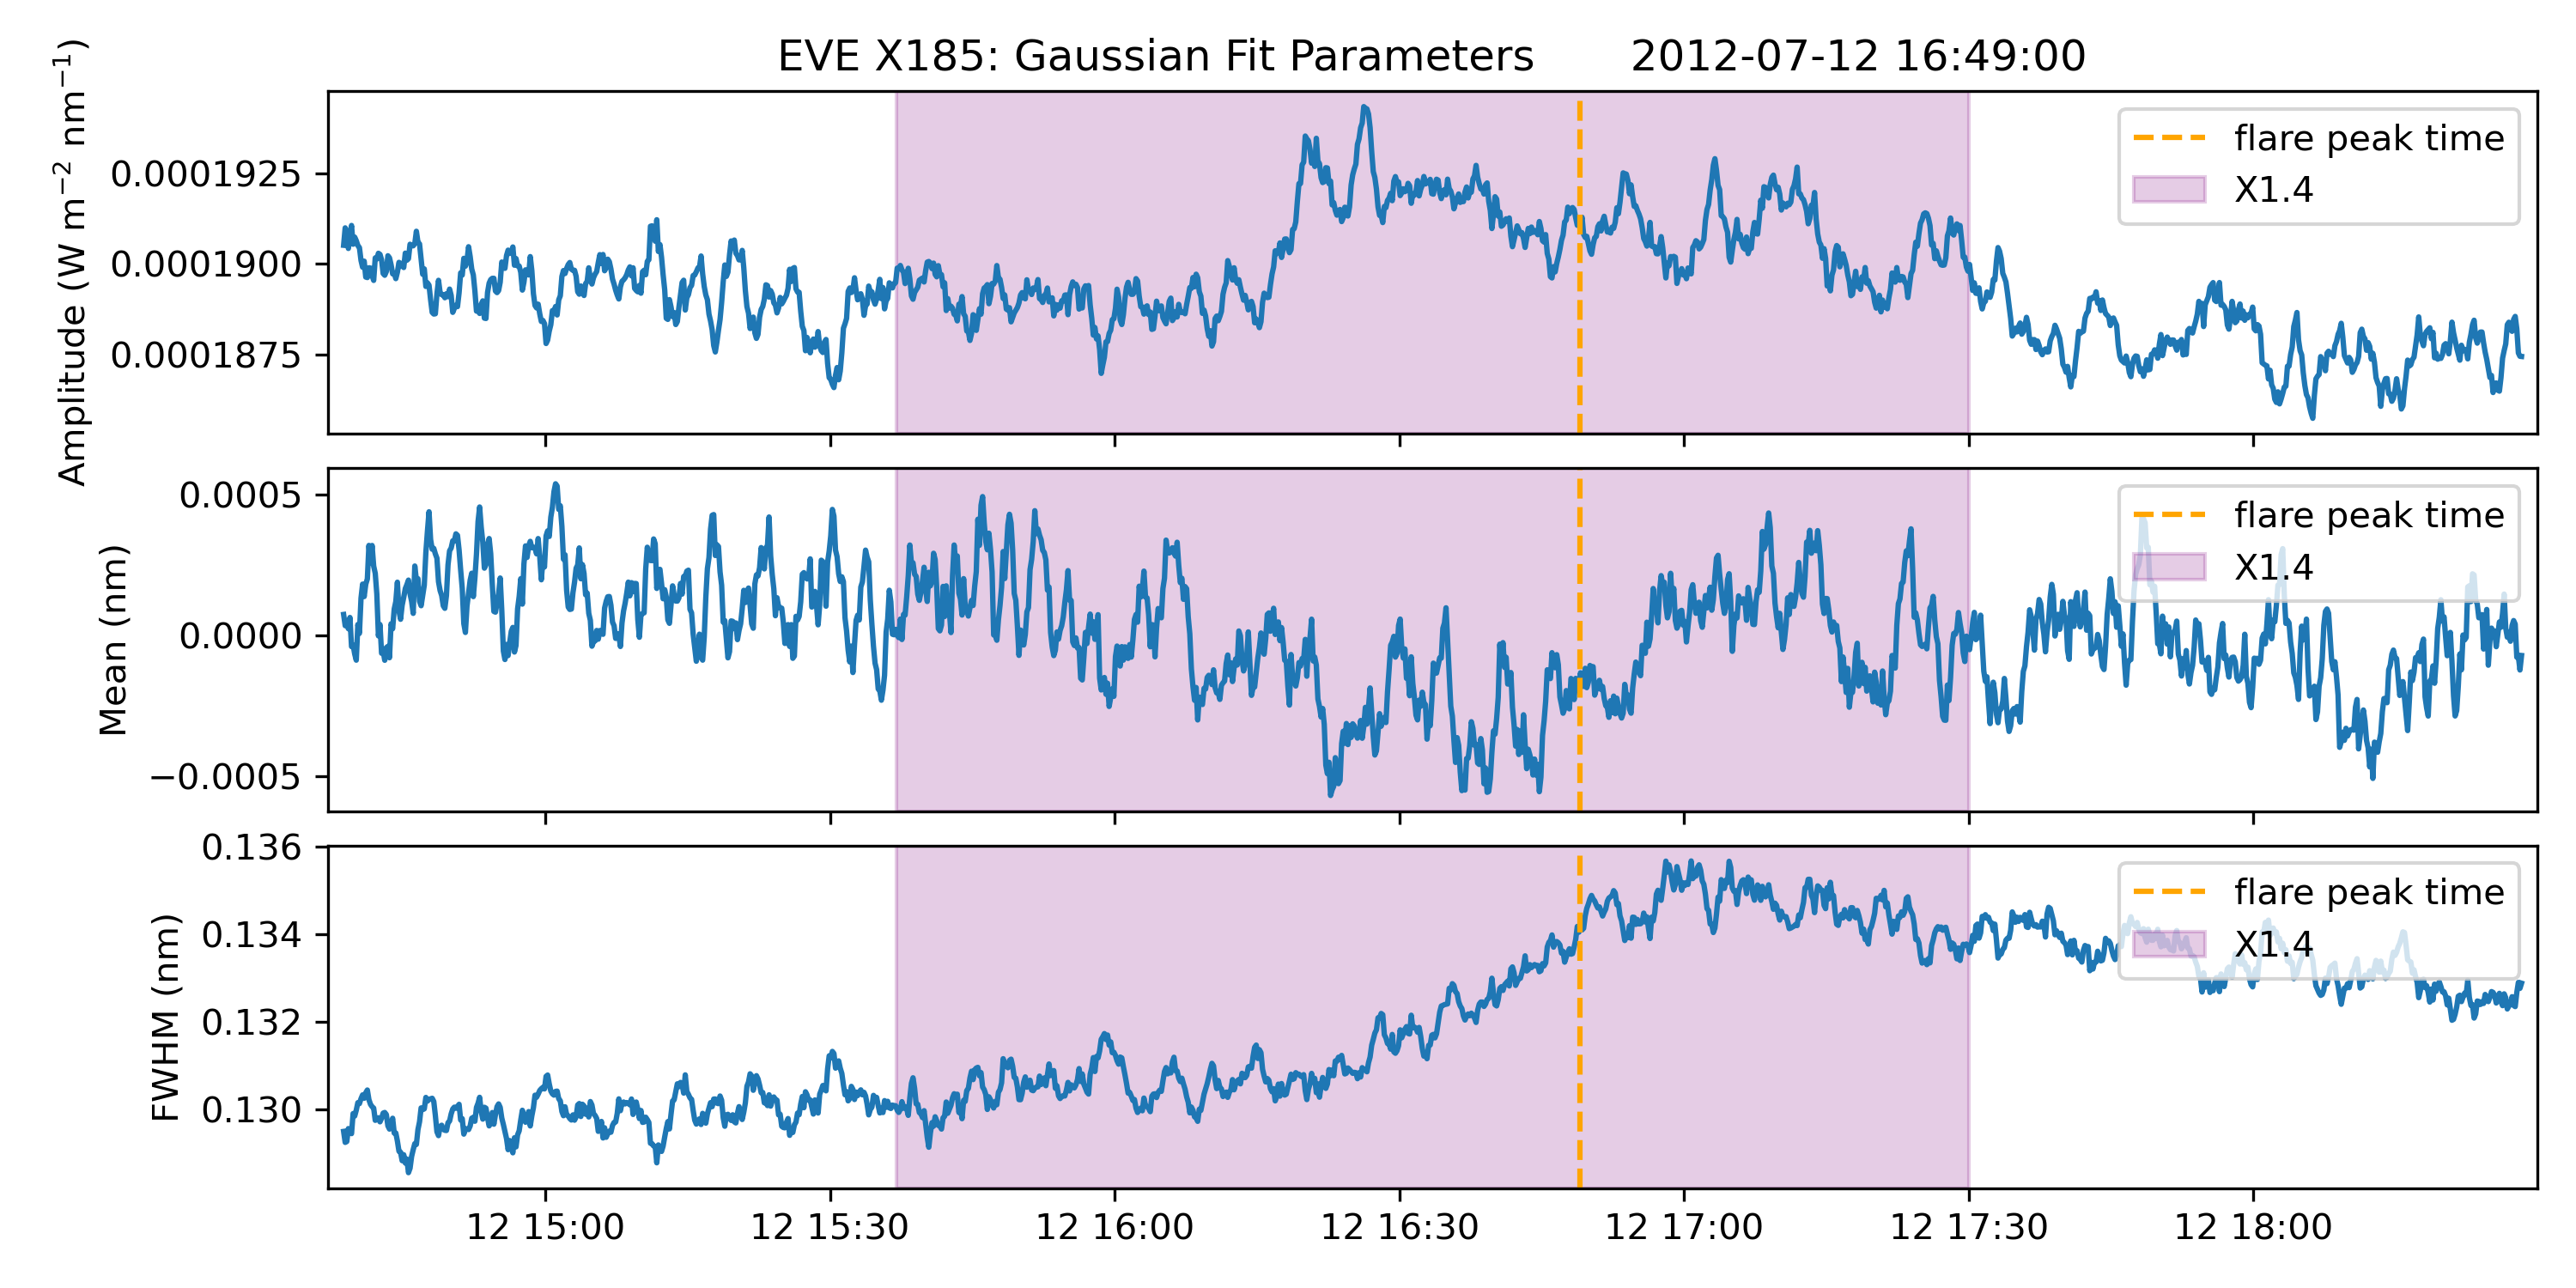 EVE X185: Gaussian Fit Parameters 2012-07-12 16:49:00
Amplitude (W m⁻² nm⁻¹)
0.0001925
0.0001900
0.0001875
flare peak time
X1.4
Mean (nm)
0.0005
0.0000
−0.0005
flare peak time
X1.4
FWHM (nm)
0.136
0.134
0.132
0.130
flare peak time
X1.4
12 15:00 12 15:30 12 16:00 12 16:30 12 17:00 12 17:30 12 18:00